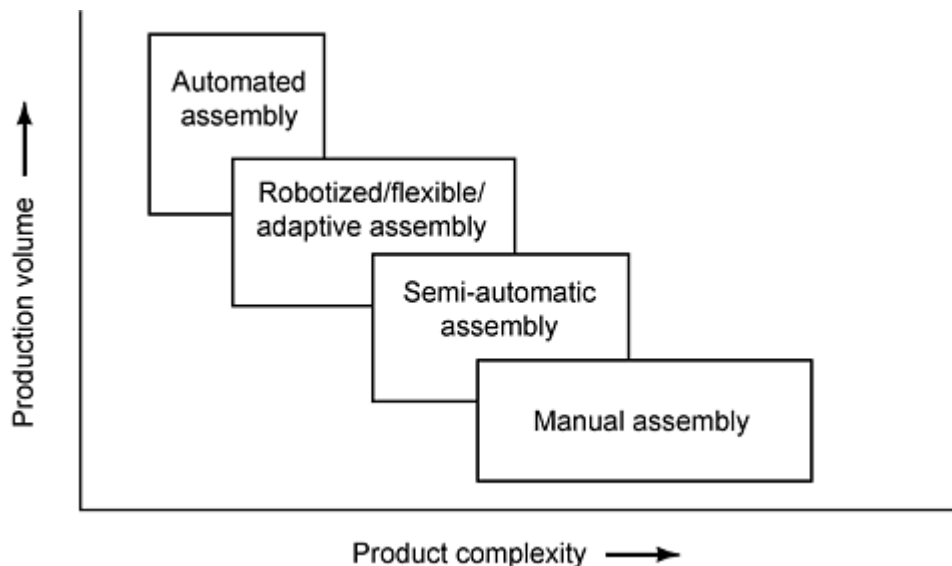 Production volume
Automated
assembly
Robotized/flexible/
adaptive assembly
Semi-automatic
assembly
Manual assembly
Product complexity